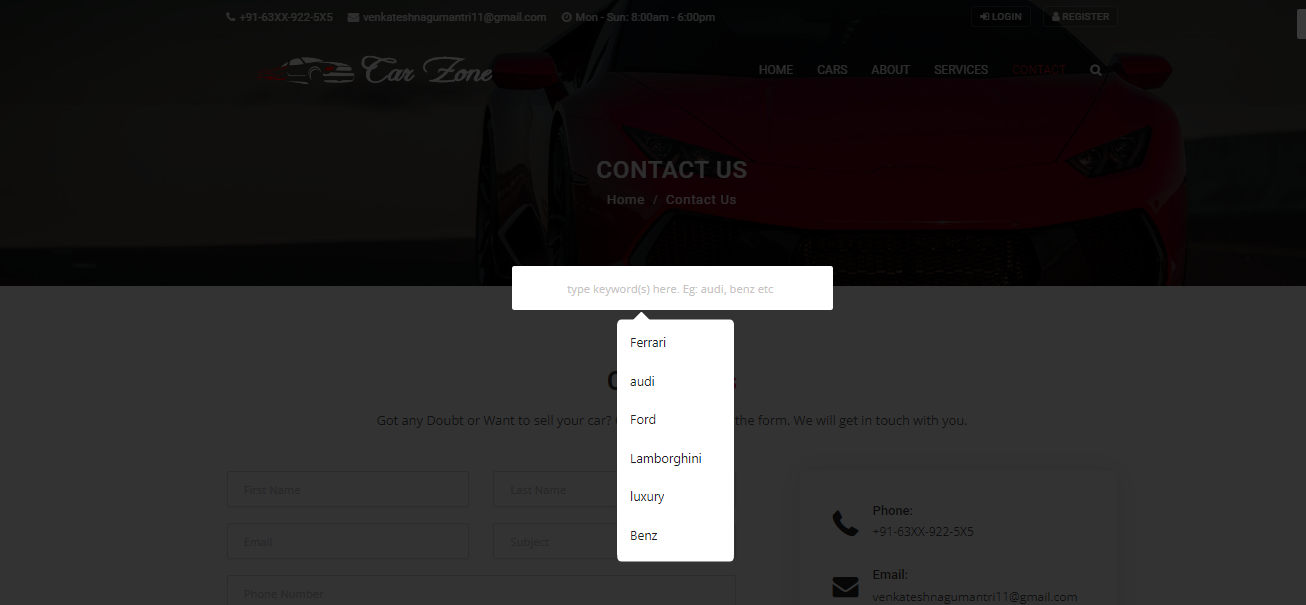 +91-63XX-922-5X5 venkateshnagumantri11@gmail.com Mon - Sun: 8:00am - 6:00pm LOGIN REGISTER
Car Zone HOME CARS ABOUT SERVICES CONTACT
CONTACT US
Home / Contact Us
type keyword(s) here. Eg: audi, benz etc
Ferrari
audi
Ford
Lamborghini
luxury
Benz
Got any Doubt or Want to sell your car? the form. We will get in touch with you.
First Name Last Name
Email Subject
Phone Number
Phone:
+91-63XX-922-5X5
Email:
venkateshnagumantri11@gmail.com